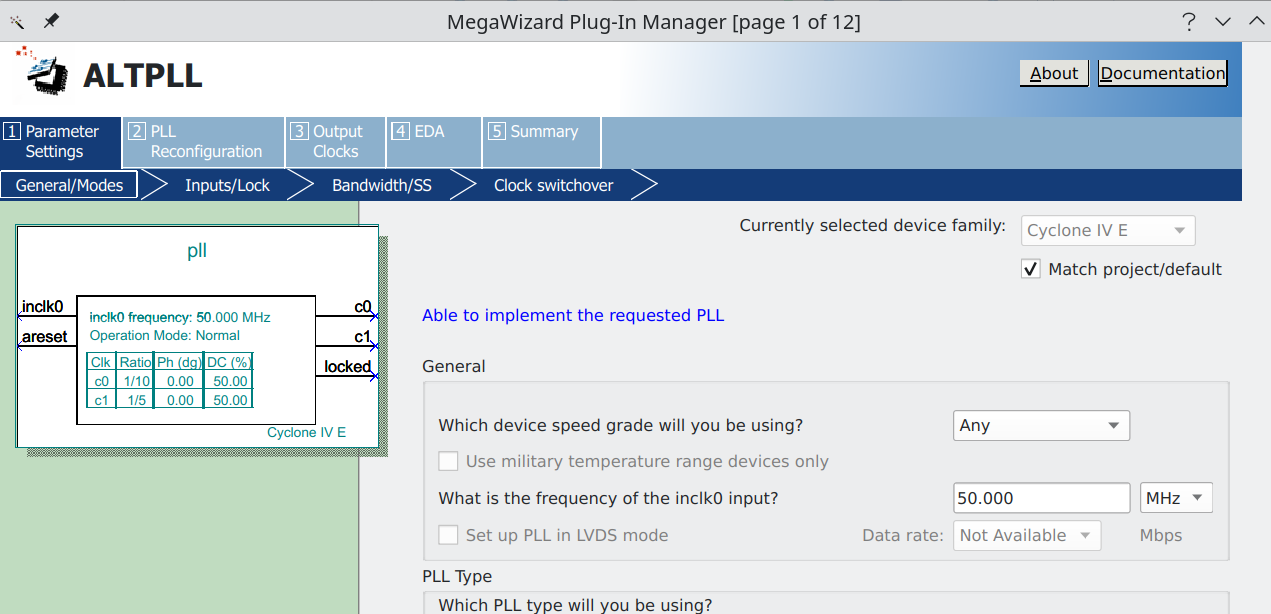 MegaWizard Plug-In Manager [page 1 of 12]
ALTPLL
About
Documentation
1 Parameter Settings
2 PLL Reconfiguration
3 Output Clocks
4 EDA
5 Summary
General/Modes
Inputs/Lock
Bandwidth/SS
Clock switchover
Currently selected device family:
Cyclone IV E
Match project/default
pll
inclk0
areset
inclk0 frequency: 50.000 MHz
Operation Mode: Normal
Clk Ratio Ph (dg) DC (%)
c0 1/10 0.00 50.00
c1 1/5 0.00 50.00
c0
c1
locked
Cyclone IV E
Able to implement the requested PLL
General
Which device speed grade will you be using?
Any
Use military temperature range devices only
What is the frequency of the inclk0 input?
50.000
MHz
Set up PLL in LVDS mode
Data rate:
Not Available
Mbps
PLL Type
Which PLL type will you be using?